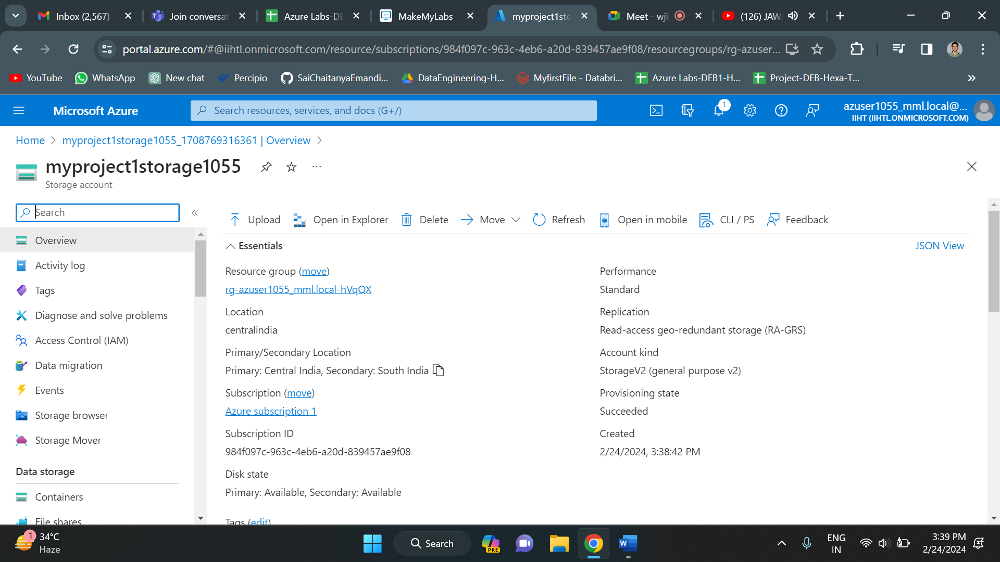 Inbox (2,567)
Join conversat
Azure Labs-DE
MakeMyLabs
myproject1sto
Meet - wjk
(126) JAW
portal.azure.com/#@iihtl.onmicrosoft.com/resource/subscriptions/984f097c-963c-4eb6-a20d-839457ae9f08/resourcegroups/rg-azuser...
YouTube
WhatsApp
New chat
Percipio
SaiChaitanyaEmandi...
DataEngineering-H...
MyfirstFile - Databri...
Azure Labs-DEB1-H...
Project-DEB-Hexa-T...
Microsoft Azure
Search resources, services, and docs (G+/)
1
azuser1055_mml.local@...
IIHT (IIHTL.ONMICROSOFT.COM)
Home
myproject1storage1055_1708769316361 | Overview
myproject1storage1055
Storage account
Search
Overview
Activity log
Tags
Diagnose and solve problems
Access Control (IAM)
Data migration
Events
Storage browser
Storage Mover
Data storage
Containers
File shares
Upload
Open in Explorer
Delete
Move
Refresh
Open in mobile
CLI / PS
Feedback
Essentials
JSON View
Resource group (move)
rg-azuser1055_mml.local-hVqQX
Location
centralindia
Primary/Secondary Location
Primary: Central India, Secondary: South India
Subscription (move)
Azure subscription 1
Subscription ID
984f097c-963c-4eb6-a20d-839457ae9f08
Disk state
Primary: Available, Secondary: Available
Tags (edit)
Performance
Standard
Replication
Read-access geo-redundant storage (RA-GRS)
Account kind
StorageV2 (general purpose v2)
Provisioning state
Succeeded
Created
2/24/2024, 3:38:42 PM
1
34°C
Haze
Search
PRE
W
ENG
IN
3:39 PM
2/24/2024